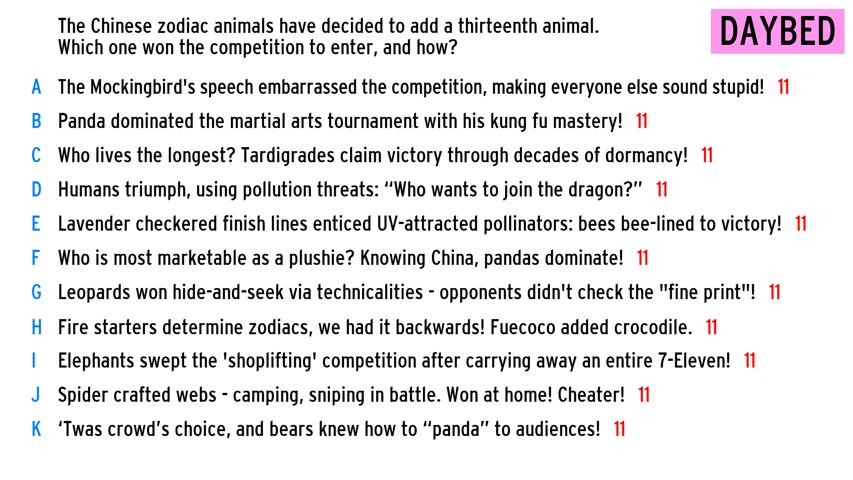 The Chinese zodiac animals have decided to add a thirteenth animal.
Which one won the competition to enter, and how?
DAYBED
A The Mockingbird's speech embarrassed the competition, making everyone else sound stupid! 11
B Panda dominated the martial arts tournament with his kung fu mastery! 11
C Who lives the longest? Tardigrades claim victory through decades of dormancy! 11
D Humans triumph, using pollution threats: “Who wants to join the dragon?” 11
E Lavender checkered finish lines enticed UV-attracted pollinators: bees bee-lined to victory! 11
F Who is most marketable as a plushie? Knowing China, pandas dominate! 11
G Leopards won hide-and-seek via technicalities - opponents didn't check the "fine print"! 11
H Fire starters determine zodiacs, we had it backwards! Fuecoco added crocodile. 11
I Elephants swept the 'shoplifting' competition after carrying away an entire 7-Eleven! 11
J Spider crafted webs - camping, sniping in battle. Won at home! Cheater! 11
K ‘Twas crowd’s choice, and bears knew how to “panda” to audiences! 11